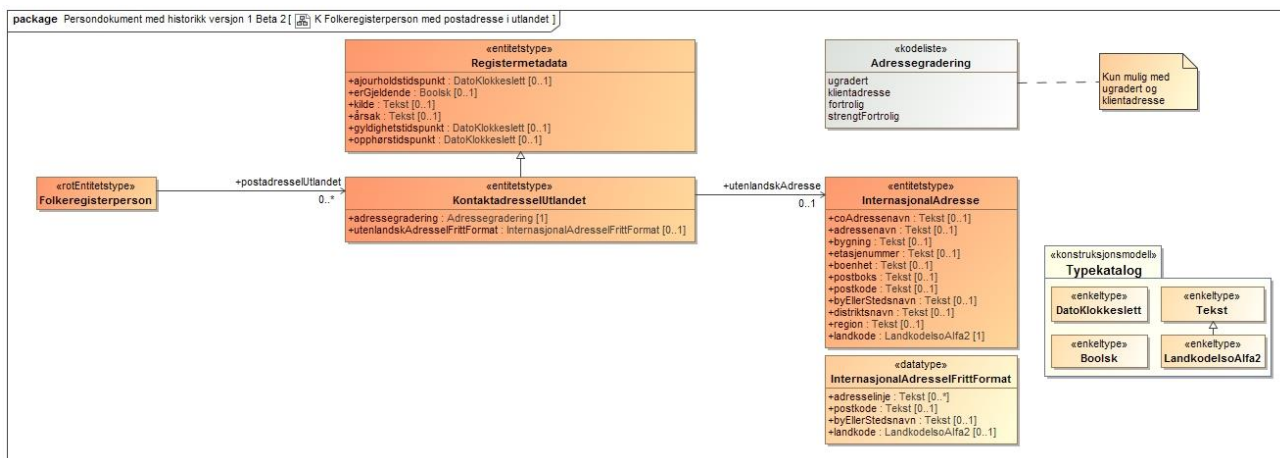 package Persondokument med historikk versjon 1 Beta 2 [ K Folkeregisterperson med postadresse i utlandet ]
«entitetstype»
Registermetadata
+ajourholdstidspunkt : DatoKlokkeslett [0..1]
+erGjeldende : Boolsk [0..1]
+kilde : Tekst [0..1]
+årsak : Tekst [0..1]
+gyldighetstidspunkt : DatoKlokkeslett [0..1]
+opphørstidspunkt : DatoKlokkeslett [0..1]
«kodeliste»
Adressegradering
ugradert
klientadresse
fortrolig
strengtFortrolig
Kun mulig med
ugradert og
klientadresse
«rotEntitetstype»
Folkeregisterperson
+postadresseIUtlandet
0..*
«entitetstype»
KontaktadresseIUtlandet
+adressegradering : Adressegradering [1]
+utenlandskAdresseIFrittFormat : InternasjonalAdresseIFrittFormat [0..1]
+utenlandskAdresse
0..1
«entitetstype»
InternasjonalAdresse
+coAdressenavn : Tekst [0..1]
+adressenavn : Tekst [0..1]
+bygning : Tekst [0..1]
+etasjenummer : Tekst [0..1]
+boenhet : Tekst [0..1]
+postboks : Tekst [0..1]
+postkode : Tekst [0..1]
+byEllerStedsnavn : Tekst [0..1]
+distriktsnavn : Tekst [0..1]
+region : Tekst [0..1]
+landkode : LandkodeIsoAlfa2 [1]
«datatype»
InternasjonalAdresseIFrittFormat
+adresselinje : Tekst [0..*]
+postkode : Tekst [0..1]
+byEllerStedsnavn : Tekst [0..1]
+landkode : LandkodeIsoAlfa2 [0..1]
«konstruksjonsmodell»
Typekatalog
«enkeltype»
DatoKlokkeslett
«enkeltype»
Tekst
«enkeltype»
Boolsk
«enkeltype»
LandkodeIsoAlfa2